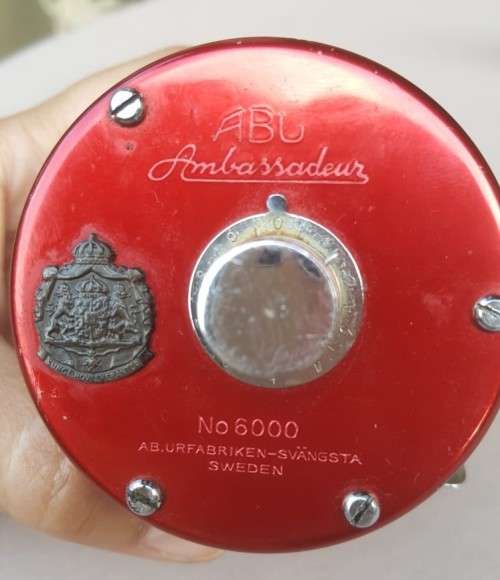 ABU
Ambassadeur
No 6000
AB.URFABRIKEN–SVÄNGSTA
SWEDEN